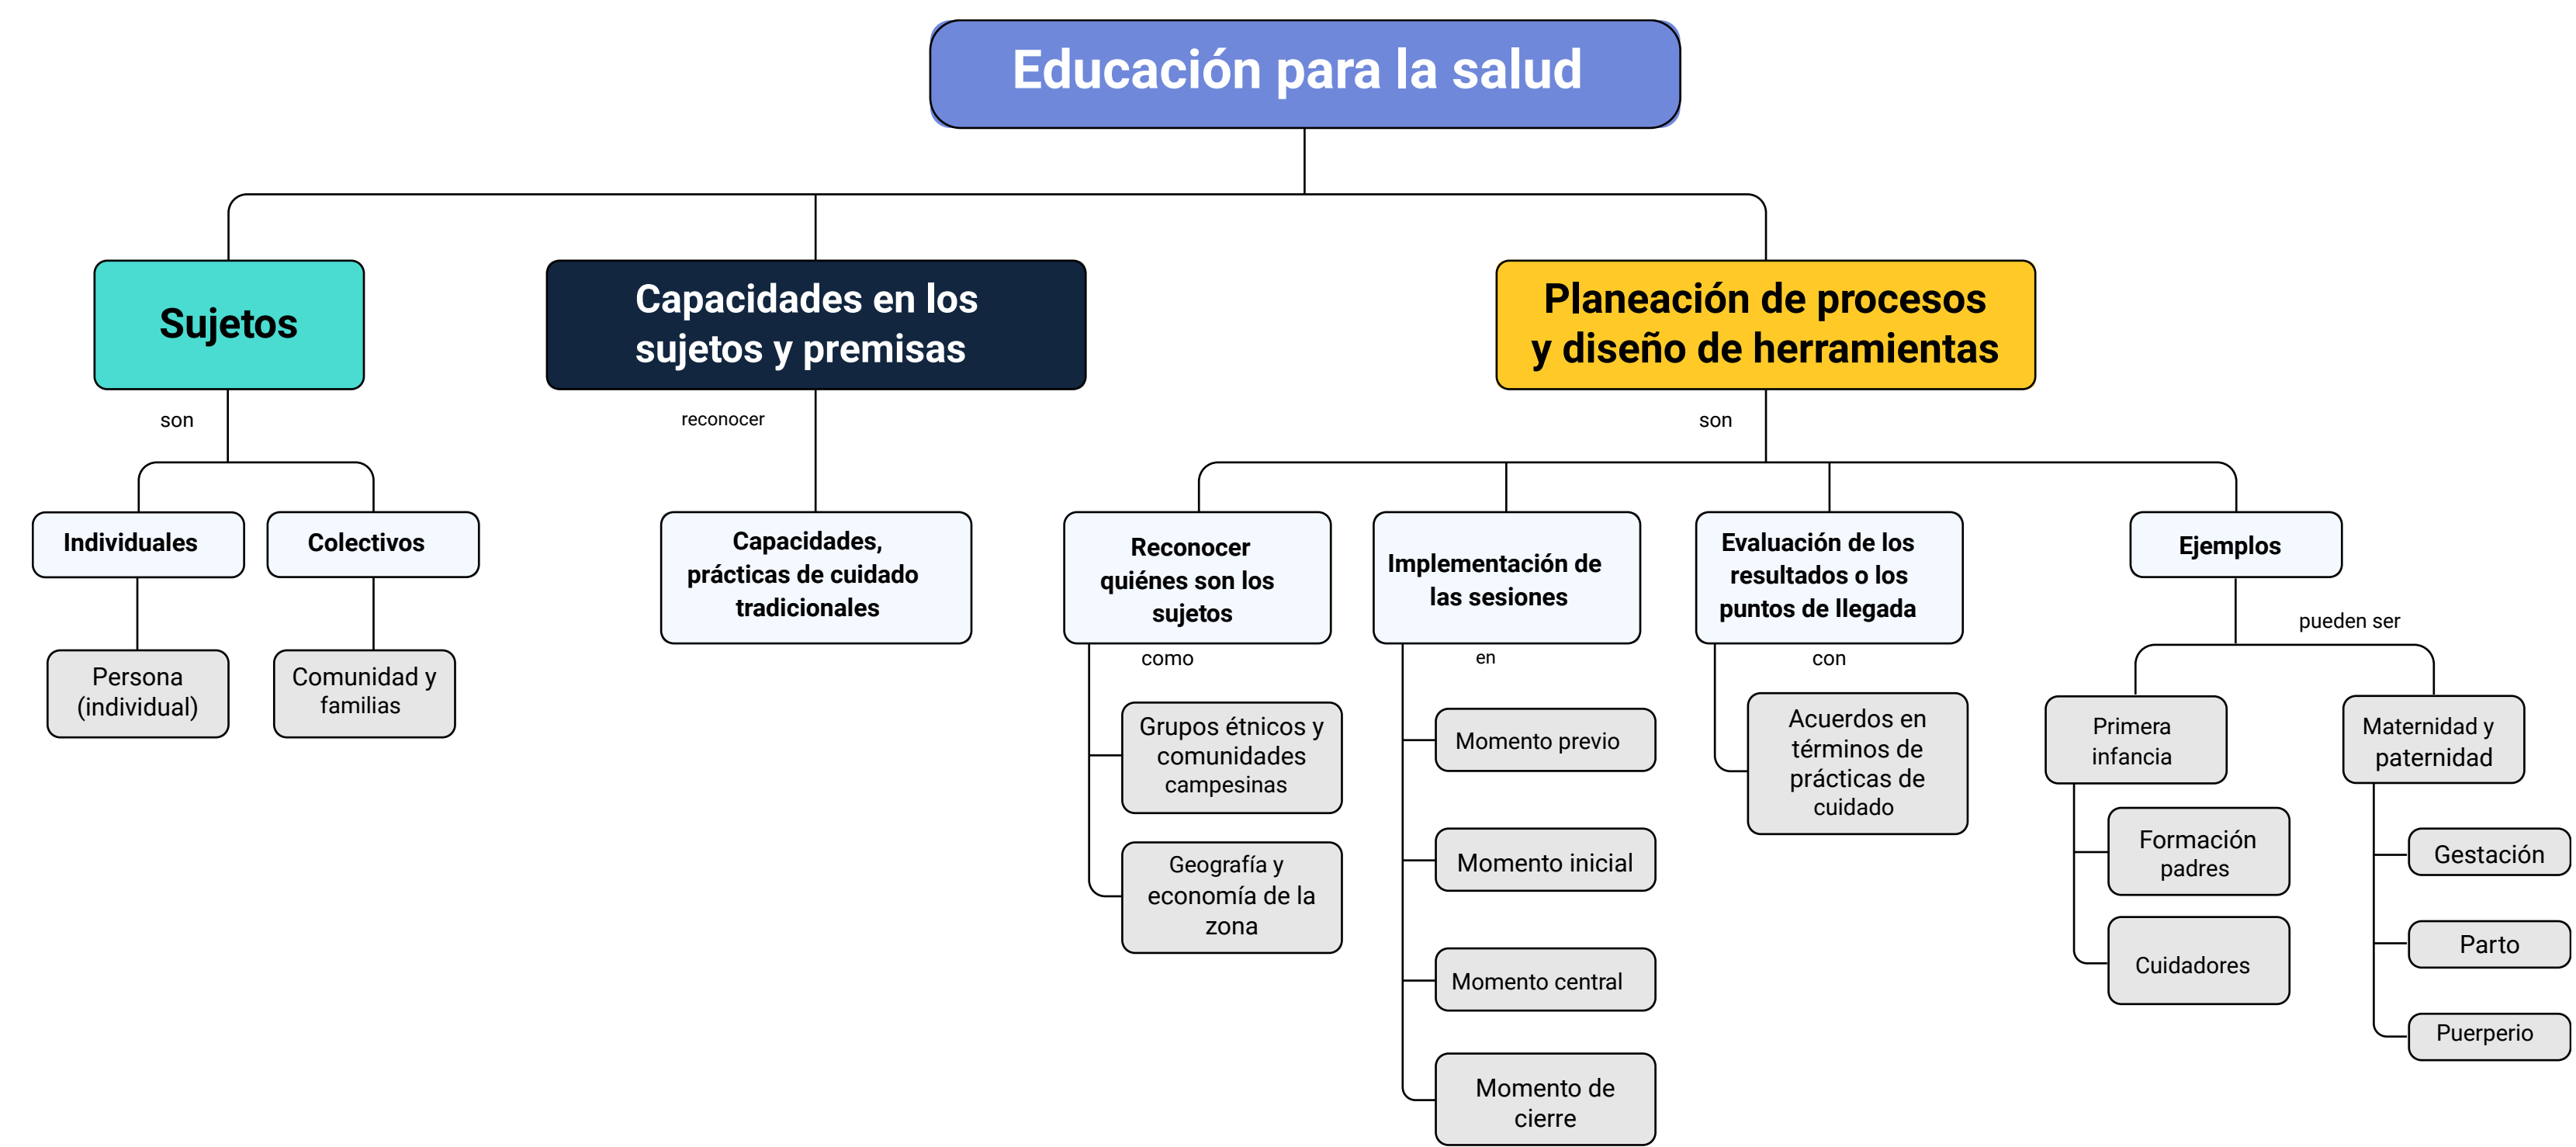 Educación para la salud
Sujetos
Capacidades en los
sujetos y premisas
Planeación de procesos
y diseño de herramientas
son
reconocer
son
Individuales
Colectivos
Capacidades,
prácticas de cuidado
tradicionales
Reconocer
quiénes son los
sujetos
Implementación de
las sesiones
Evaluación de los
resultados o los
puntos de llegada
Ejemplos
Persona
(individual)
Comunidad y
familias
como
en
con
pueden ser
Grupos étnicos y
comunidades
campesinas
Geografía y
economía de la
zona
Momento previo
Momento inicial
Momento central
Momento de
cierre
Acuerdos en
términos de
prácticas de
cuidado
Primera
infancia
Formación
padres
Cuidadores
Maternidad y
paternidad
Gestación
Parto
Puerperio